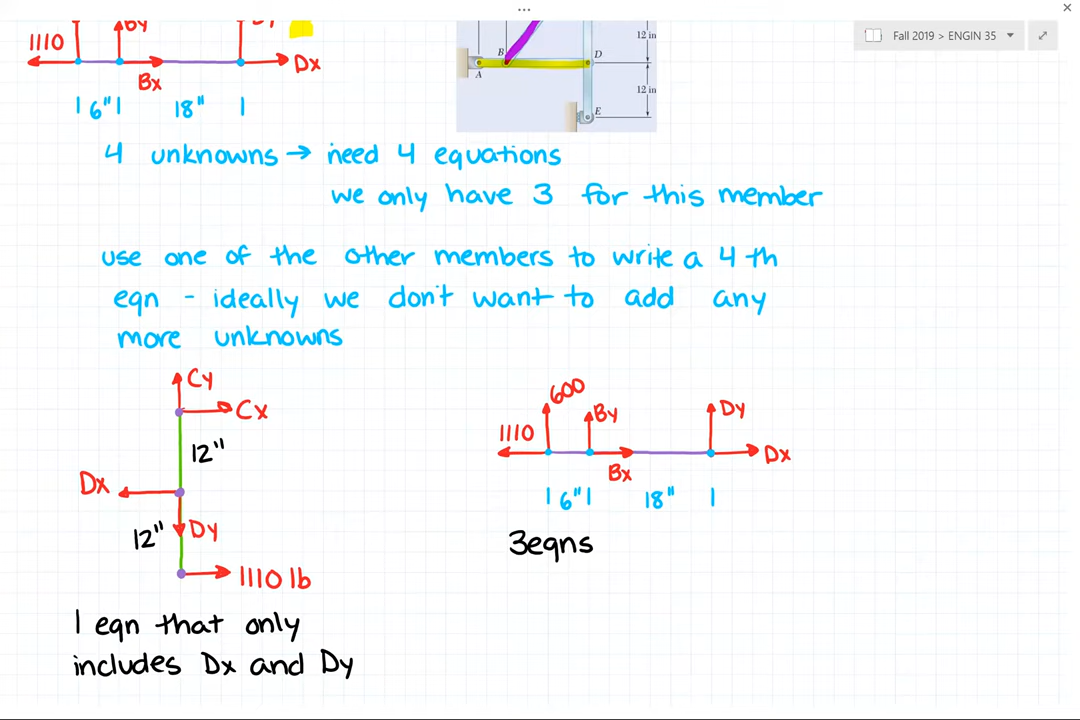 By
1110
Dx
Bx
6"
18"
B
A
D
E
12 in
12 in
Fall 2019 > ENGIN 35
4 unknowns → need 4 equations
we only have 3 for this member
use one of the other members to write a 4th
eqn - ideally we don't want to add any
more unknowns
Cy
Cx
12"
Dx
12"
Dy
1110 lb
1 eqn that only
includes Dx and Dy
600
1110
By
Dy
Dx
Bx
6"
18"
3eqns